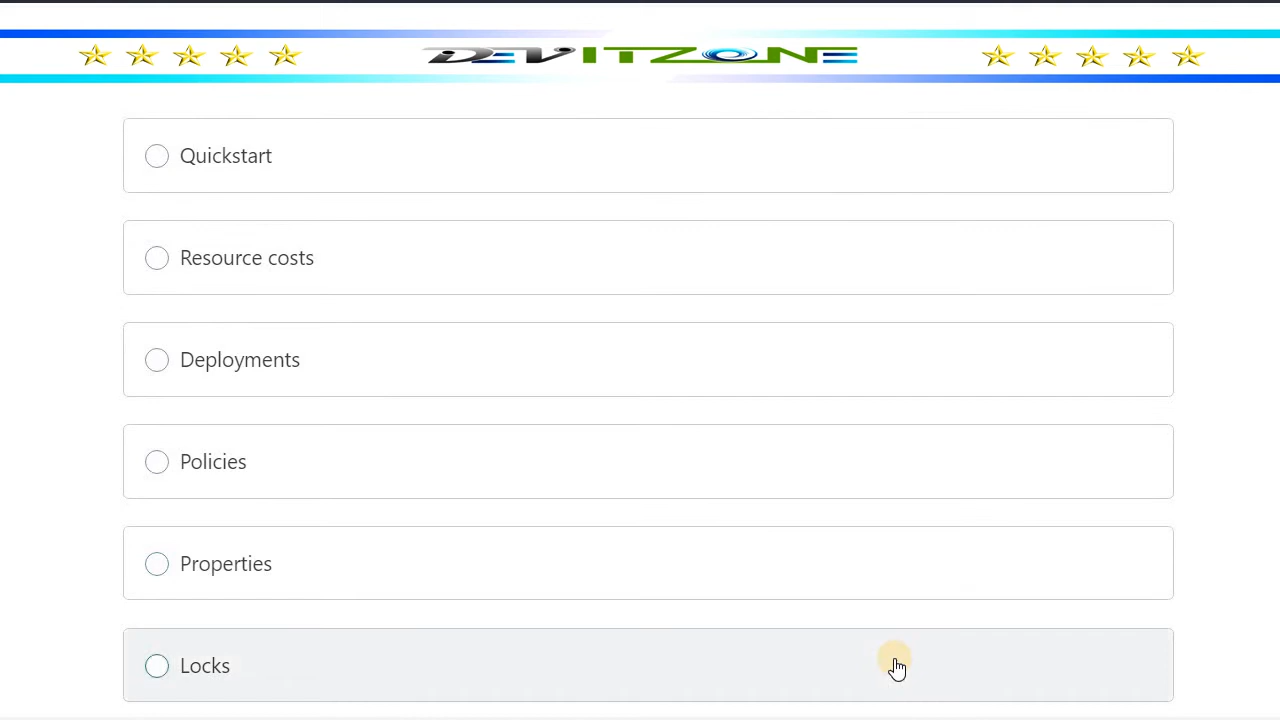 DEVITZONE
Quickstart
Resource costs
Deployments
Policies
Properties
Locks